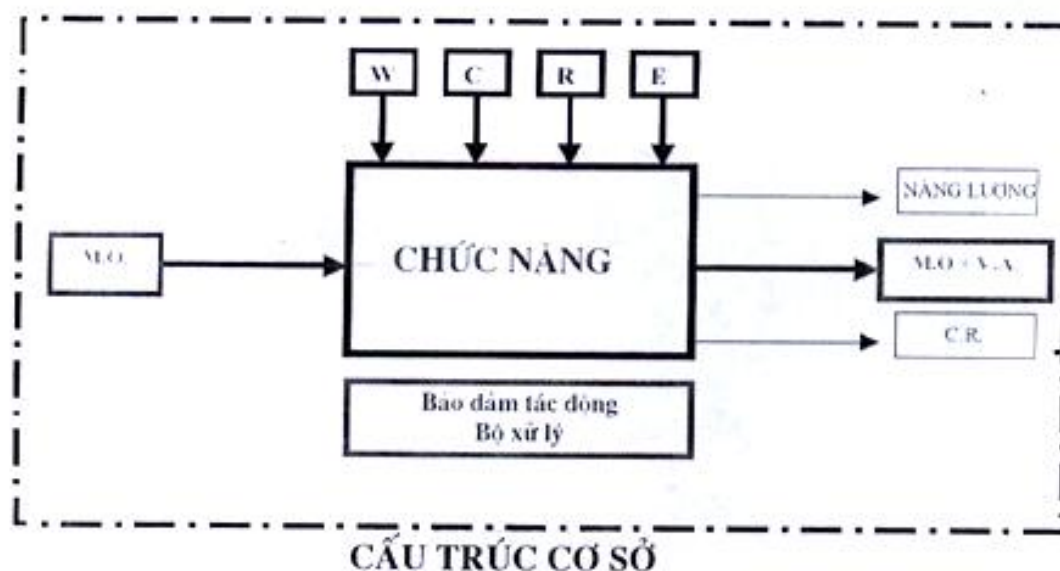 W C R E
NĂNG LƯỢNG
M.O.
CHỨC NĂNG
M.O + V.A
C.R.
Bảo đảm tác động
Bộ xử lý
CẤU TRÚC CƠ SỞ